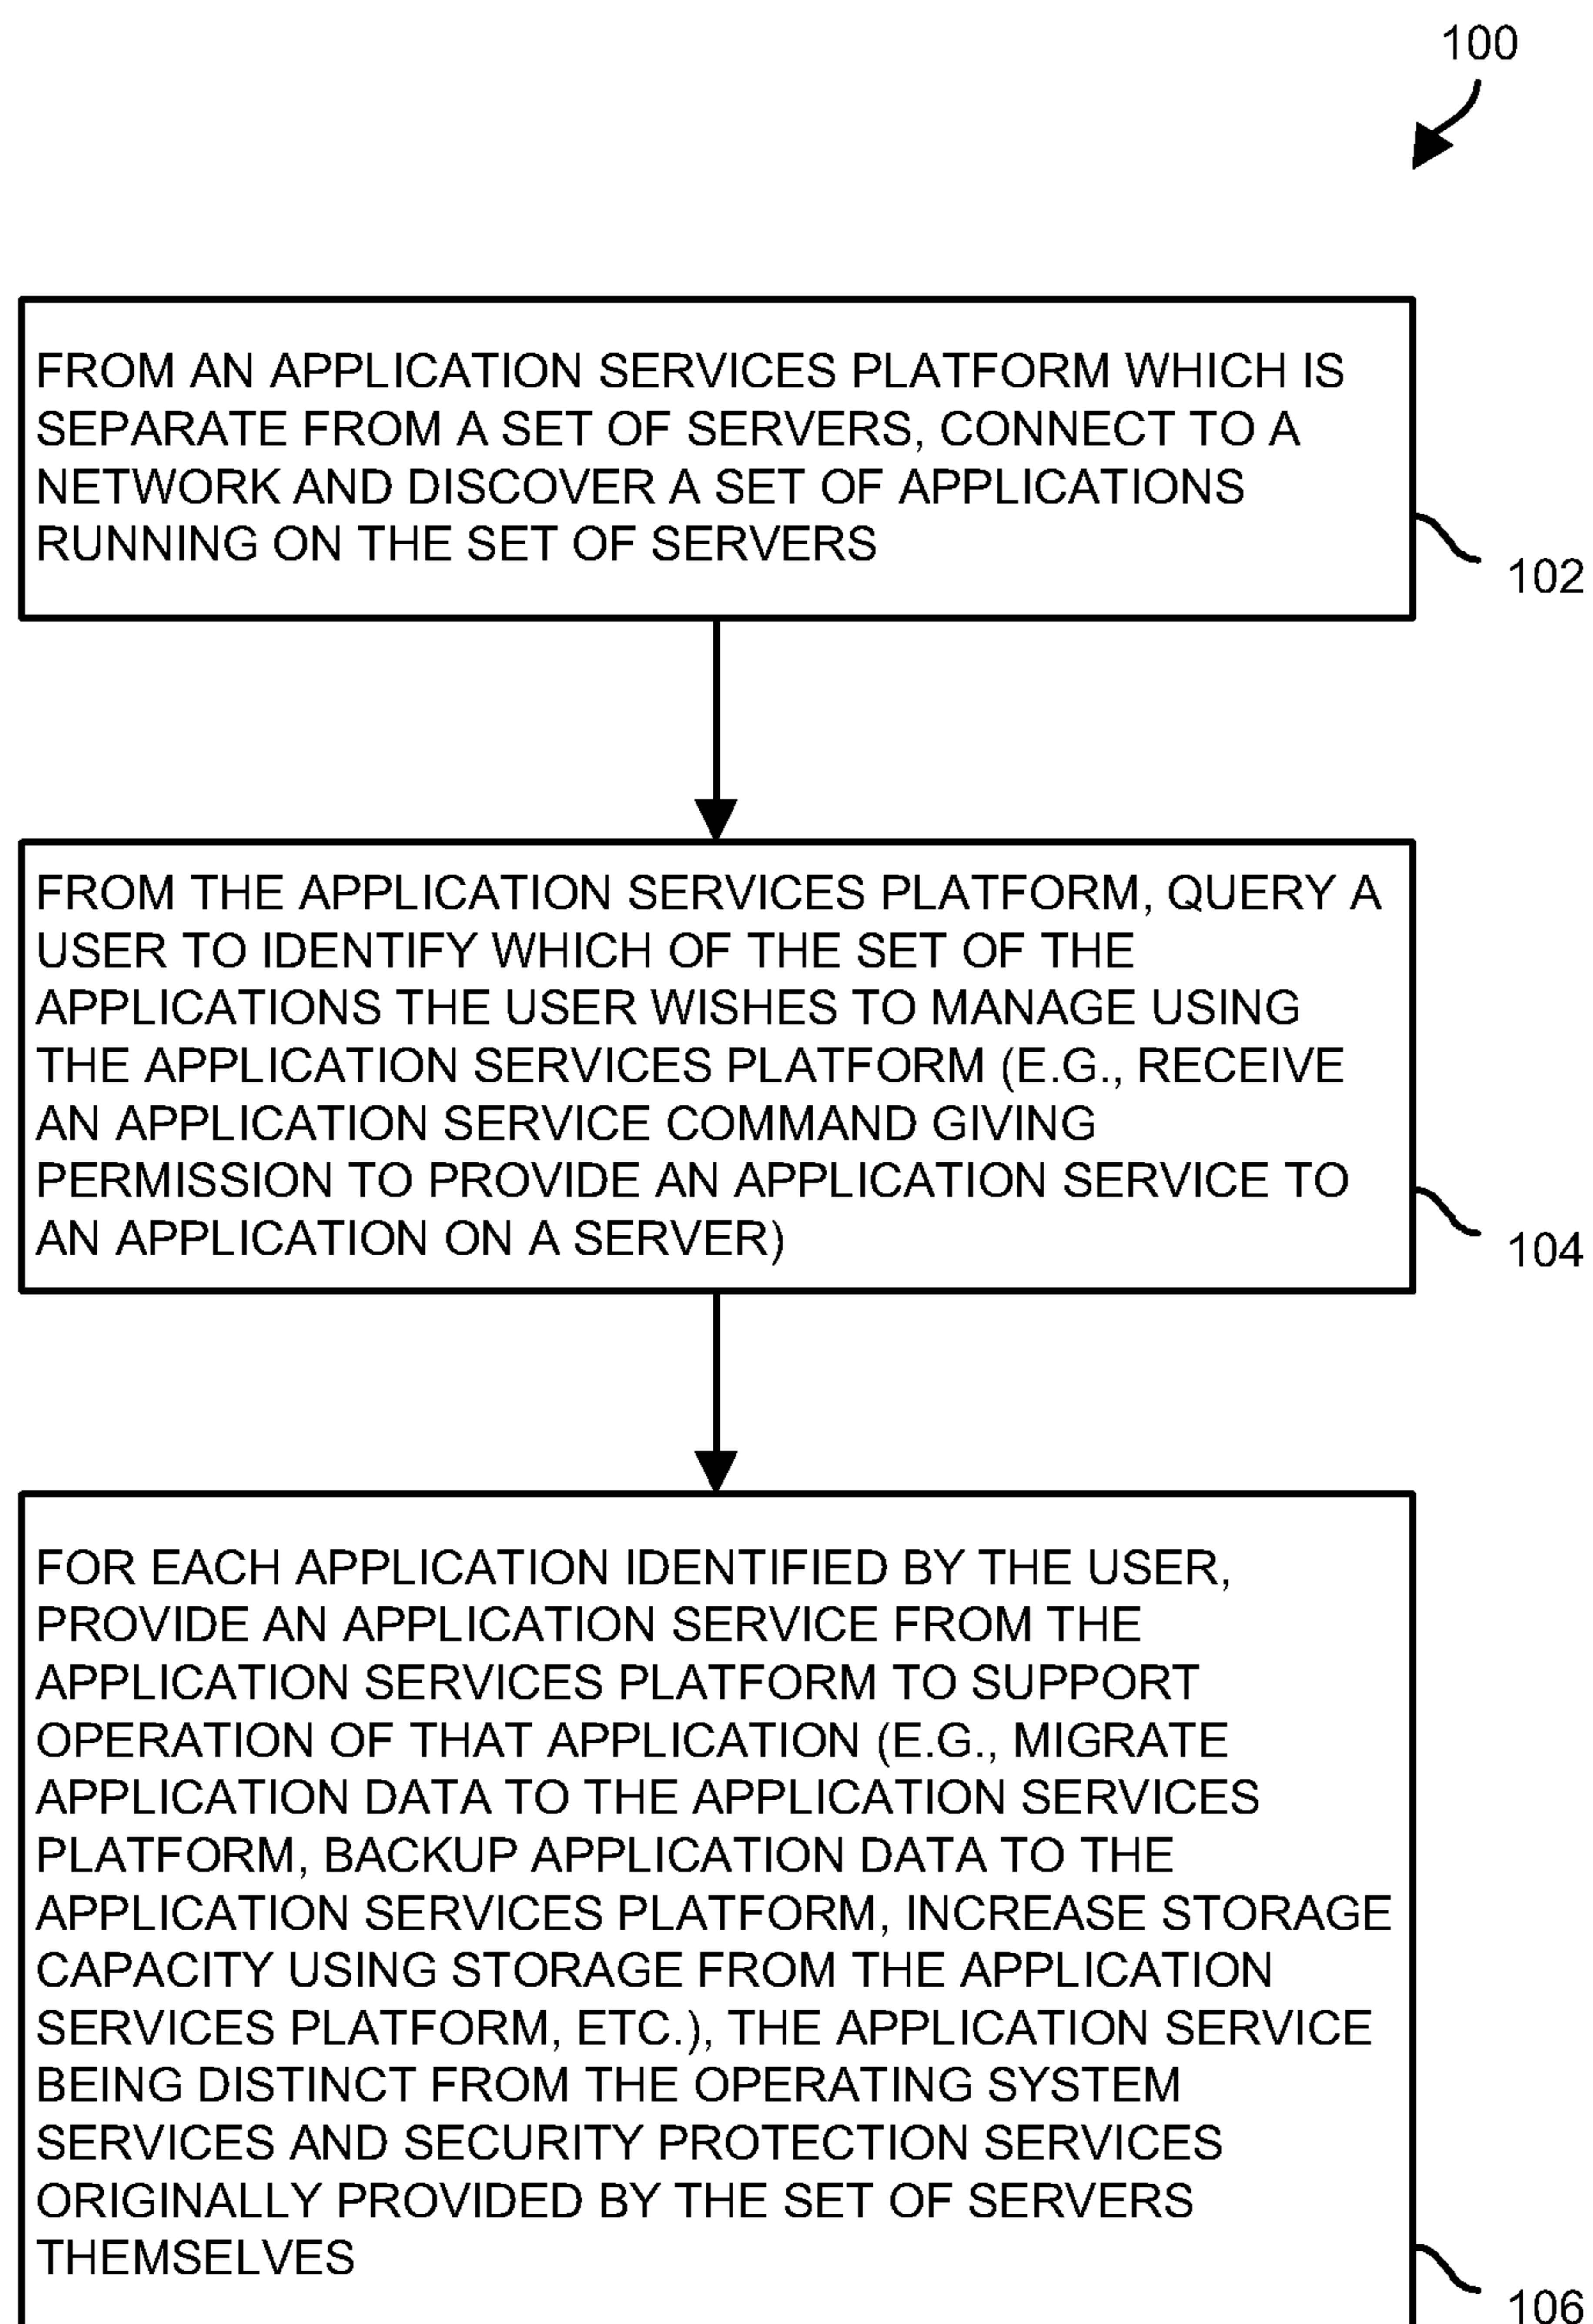 100
FROM AN APPLICATION SERVICES PLATFORM WHICH IS
SEPARATE FROM A SET OF SERVERS, CONNECT TO A
NETWORK AND DISCOVER A SET OF APPLICATIONS
RUNNING ON THE SET OF SERVERS
102
FROM THE APPLICATION SERVICES PLATFORM, QUERY A
USER TO IDENTIFY WHICH OF THE SET OF THE
APPLICATIONS THE USER WISHES TO MANAGE USING
THE APPLICATION SERVICES PLATFORM (E.G., RECEIVE
AN APPLICATION SERVICE COMMAND GIVING
PERMISSION TO PROVIDE AN APPLICATION SERVICE TO
AN APPLICATION ON A SERVER)
104
FOR EACH APPLICATION IDENTIFIED BY THE USER,
PROVIDE AN APPLICATION SERVICE FROM THE
APPLICATION SERVICES PLATFORM TO SUPPORT
OPERATION OF THAT APPLICATION (E.G., MIGRATE
APPLICATION DATA TO THE APPLICATION SERVICES
PLATFORM, BACKUP APPLICATION DATA TO THE
APPLICATION SERVICES PLATFORM, INCREASE STORAGE
CAPACITY USING STORAGE FROM THE APPLICATION
SERVICES PLATFORM, ETC.), THE APPLICATION SERVICE
BEING DISTINCT FROM THE OPERATING SYSTEM
SERVICES AND SECURITY PROTECTION SERVICES
ORIGINALLY PROVIDED BY THE SET OF SERVERS
THEMSELVES
106